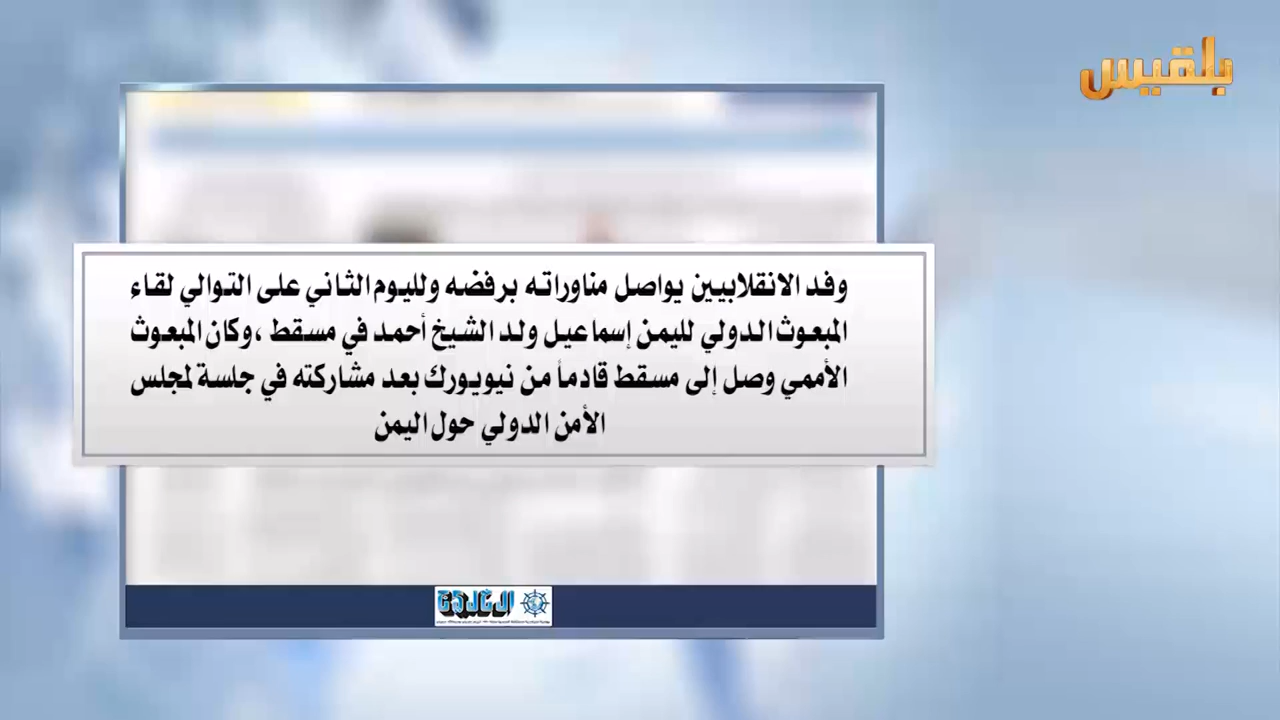 بلقيس
وفد الانقلابيين يواصل مناوراته برفضه ولليوم الثاني على التوالي لقاء
المبعوث الدولي لليمن إسماعيل ولد الشيخ أحمد في مسقط ،وكان المبعوث
الأممي وصل إلى مسقط قادماً من نيويورك بعد مشاركته في جلسة لمجلس
الأمن الدولي حول اليمن